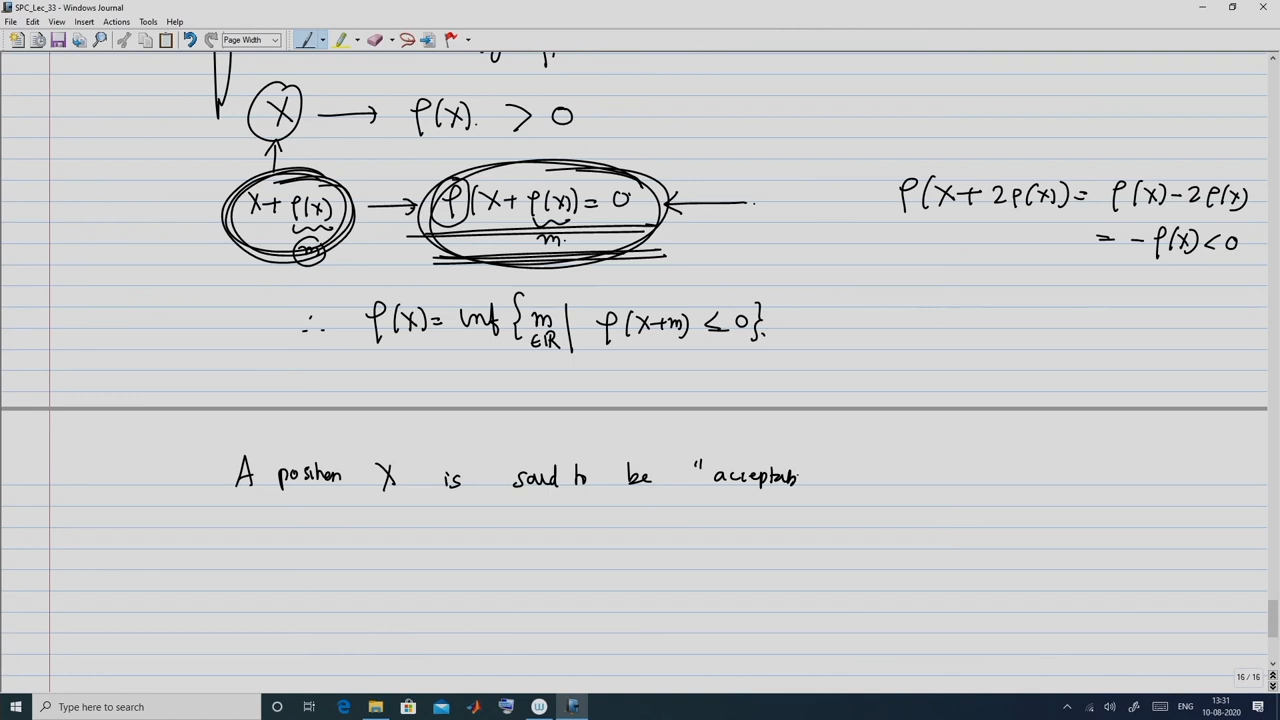 SPC_Lec_33 - Windows Journal
File Edit View Insert Actions Tools Help
Page Width
X → ρ(X). > 0
X + ρ(X) → ρ(X + ρ(X)) = 0 ←
m m.
ρ(X + 2ρ(X)) = ρ(X) - 2ρ(X)
= - ρ(X) < 0
∴ ρ(X) = inf { m ∈ ℝ | ρ(X+m) ≤ 0 }.
A position X is said to be "acceptab
16 / 16
Type here to search
ENG
13:31
10-08-2020